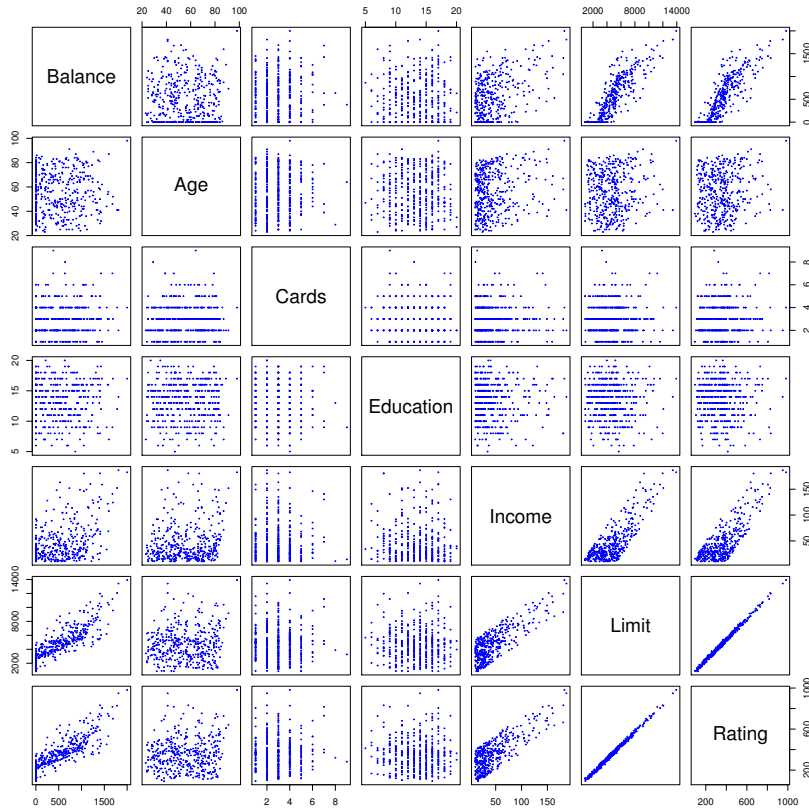 20 40 60 80 100 5 10 15 20 2000 8000 14000
Balance
0 500 1500
20 40 60 80 100
Age
Cards
2 4 6 8
5 10 15 20
Education
Income
50 100 150
2000 8000 14000
Limit
Rating
200 600 1000
0 500 1500 2 4 6 8 50 100 150 200 600 1000